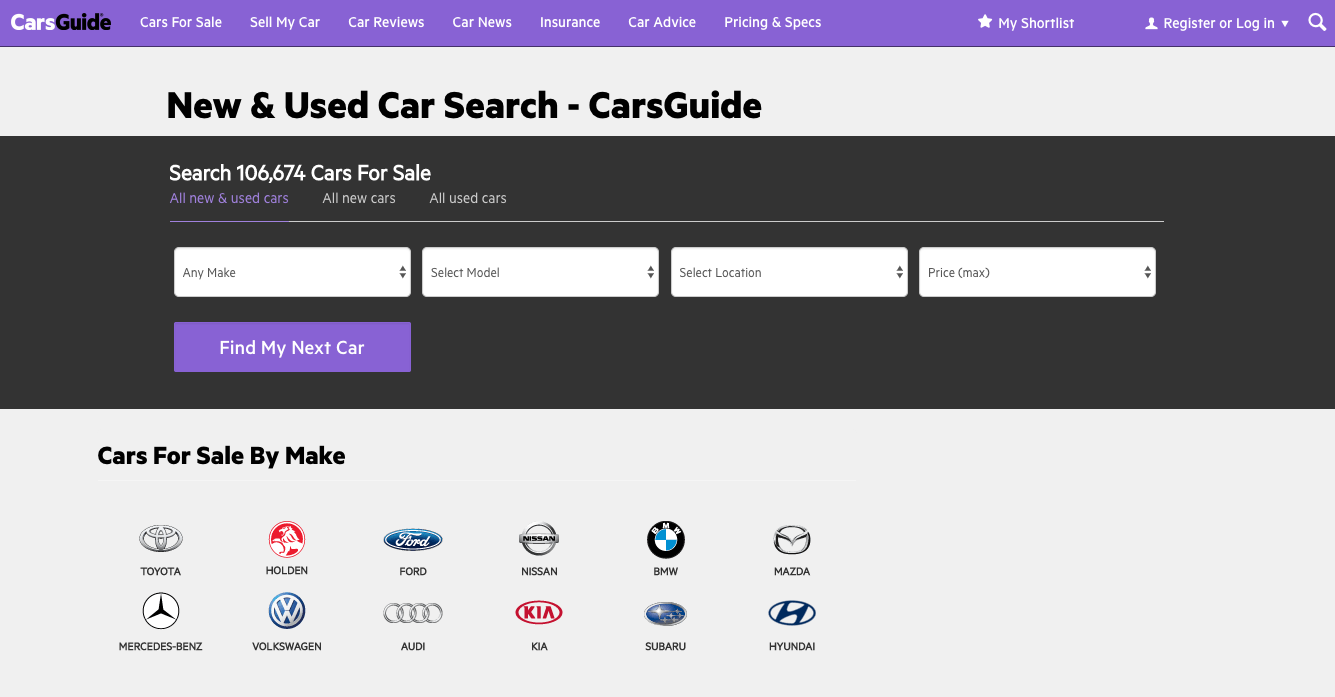 CarsGuide Cars For Sale Sell My Car Car Reviews Car News Insurance Car Advice Pricing & Specs My Shortlist Register or Log in
New & Used Car Search - CarsGuide
Search 106,674 Cars For Sale
All new & used cars All new cars All used cars
Any Make Select Model Select Location Price (max)
Find My Next Car
Cars For Sale By Make
Ford NISSAN BMW
TOYOTA HOLDEN FORD NISSAN BMW MAZDA
KIA
MERCEDES-BENZ VOLKSWAGEN AUDI KIA SUBARU HYUNDAI